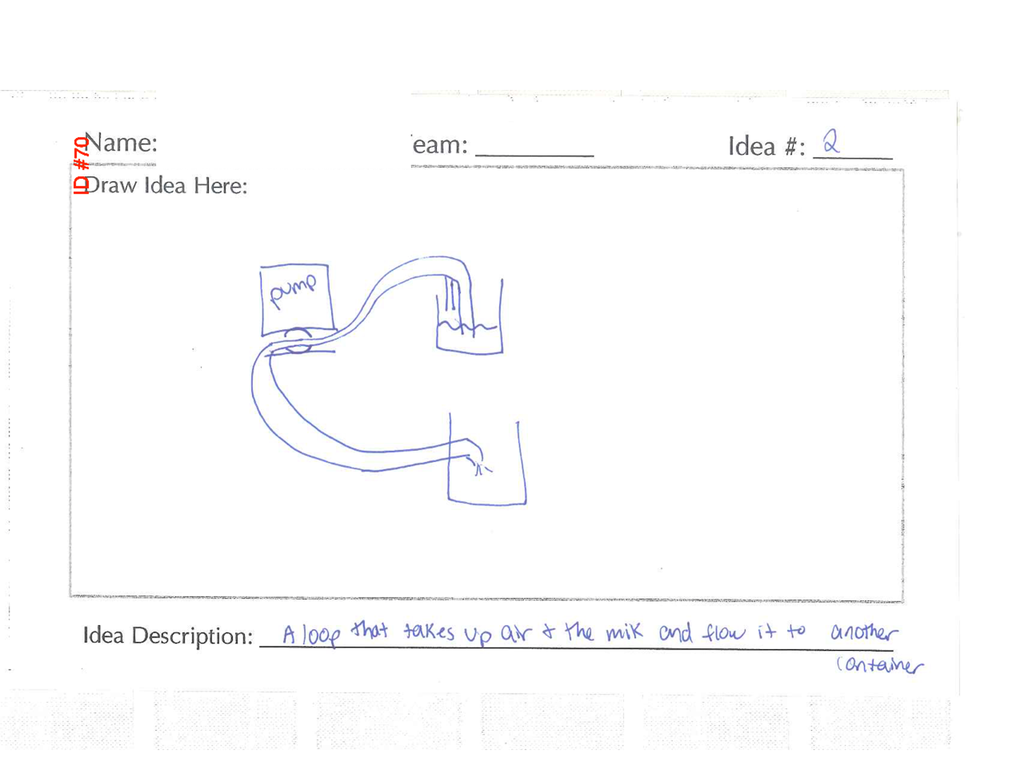 ID #70
Name:
eam:
Idea #: 2
Draw Idea Here:
pump
Idea Description: A loop that takes up air & the mik and flow it to another
container